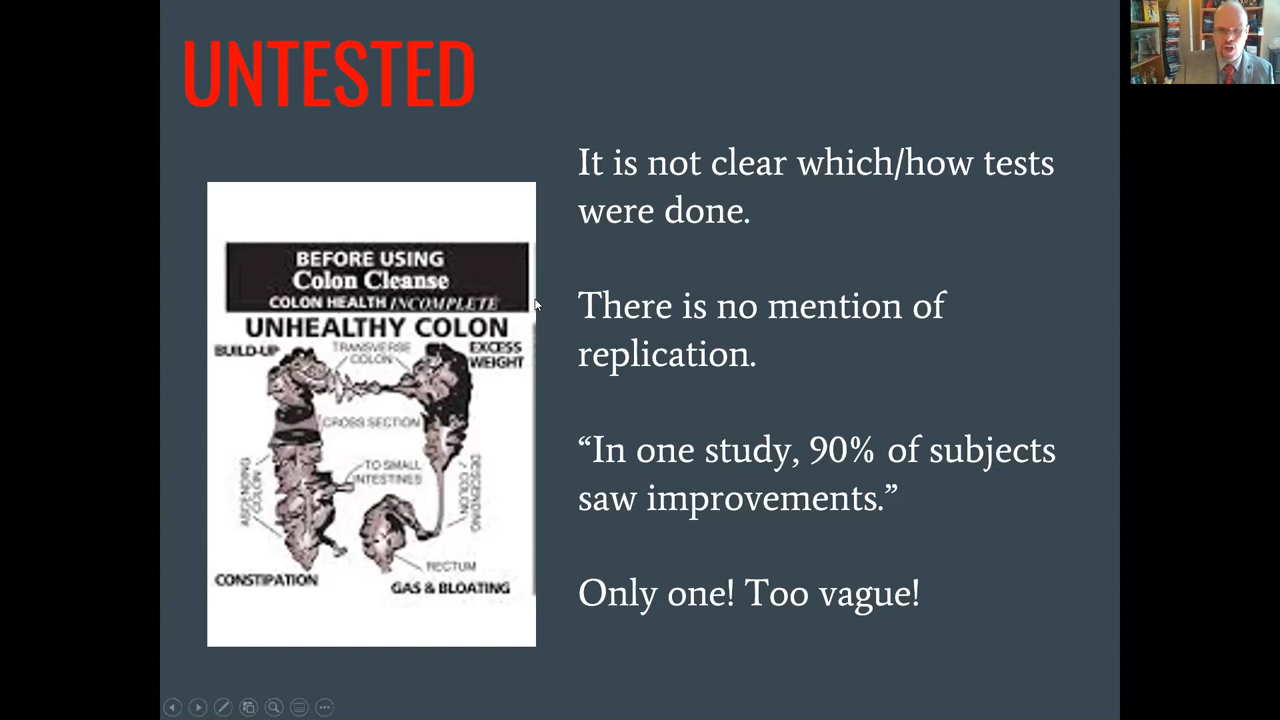 UNTESTED
It is not clear which/how tests
were done.
There is no mention of
replication.
“In one study, 90% of subjects
saw improvements.”
Only one! Too vague!
BEFORE USING
Colon Cleanse
COLON HEALTH INCOMPLETE
UNHEALTHY COLON
BUILD-UP
TRANSVERSE
COLON
EXCESS
WEIGHT
CROSS SECTION
TO SMALL
INTESTINES
ASCENDING
COLON
DESCENDING
COLON
RECTUM
CONSTIPATION
GAS & BLOATING